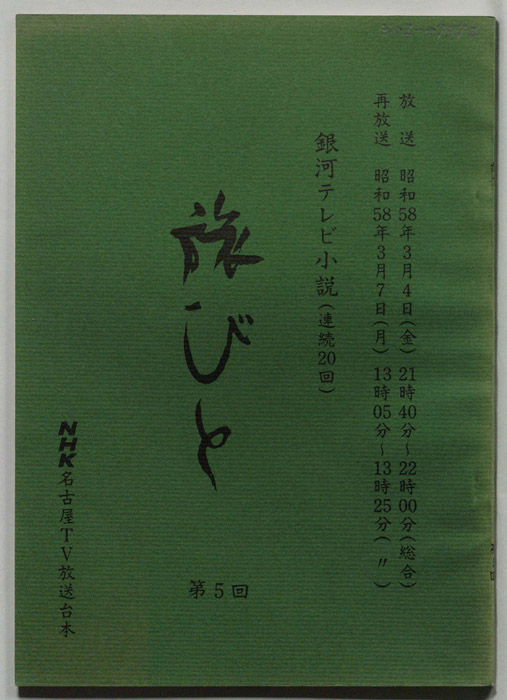 放送 昭和58年3月4日(金) 21時40分～22時00分(総合)
再放送 昭和58年3月7日(月) 13時05分～13時25分(〃)
銀河テレビ小説(連続20回)
旅びと
第5回
NHK名古屋TV放送台本